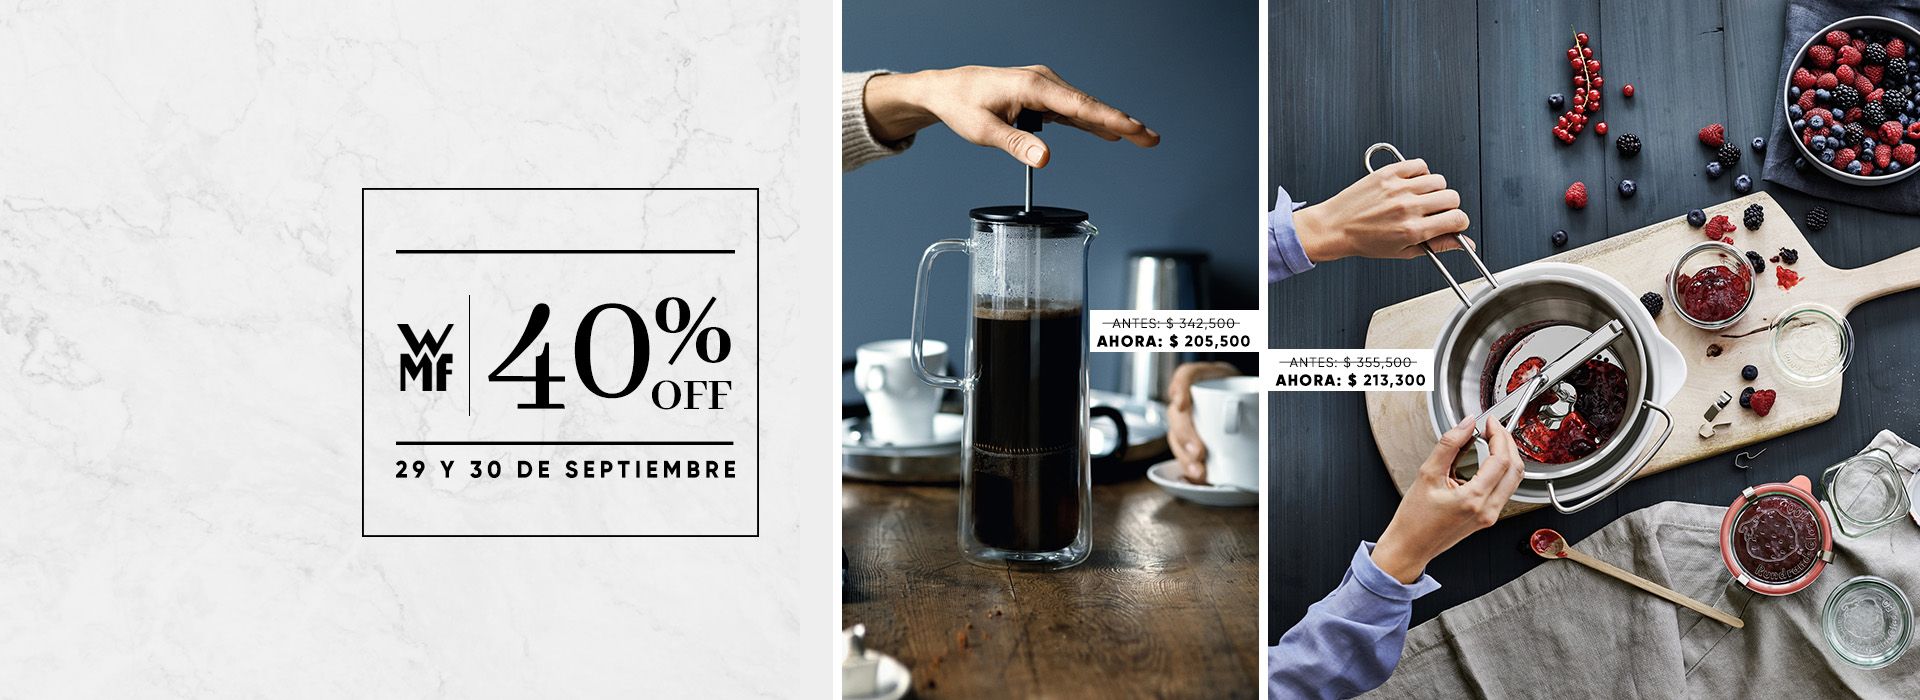 WMF
40%
OFF
29 Y 30 DE SEPTIEMBRE
ANTES: $ 342,500
AHORA: $ 205,500
ANTES: $ 355,500
AHORA: $ 213,300